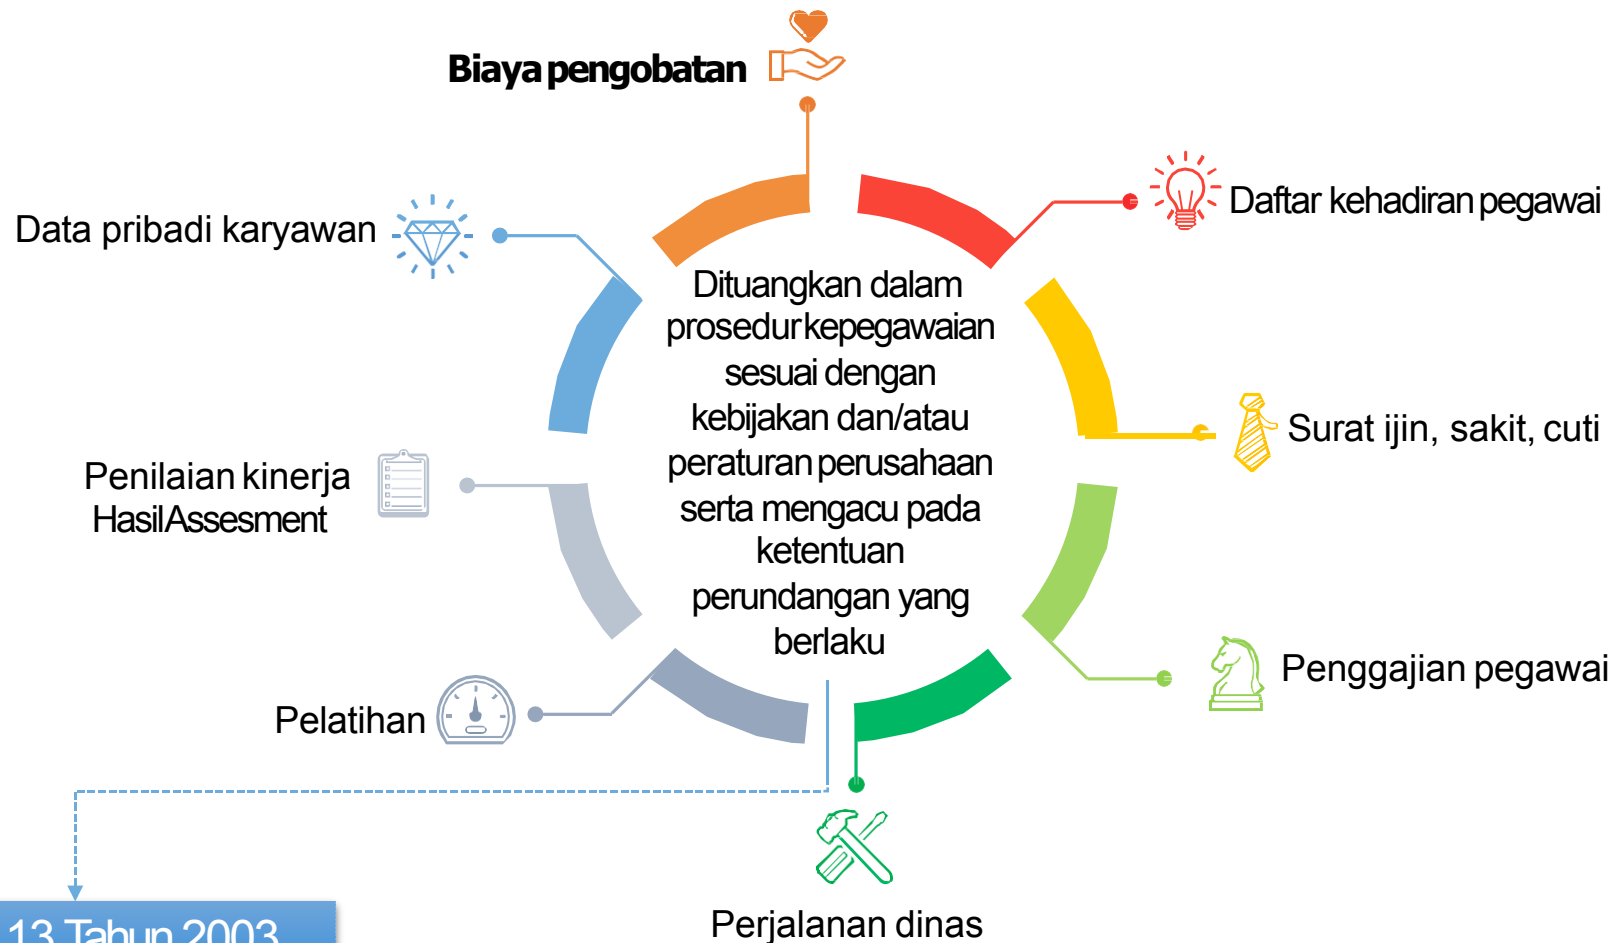 Biaya pengobatan
Daftar kehadiran pegawai
Data pribadi karyawan
Dituangkan dalam
prosedur kepegawaian
sesuai dengan
kebijakan dan/atau
peraturan perusahaan
serta mengacu pada
ketentuan
perundangan yang
berlaku
Surat ijin, sakit, cuti
Penilaian kinerja
Hasil Assesment
Penggajian pegawai
Pelatihan
Perjalanan dinas
13 Tahun 2003